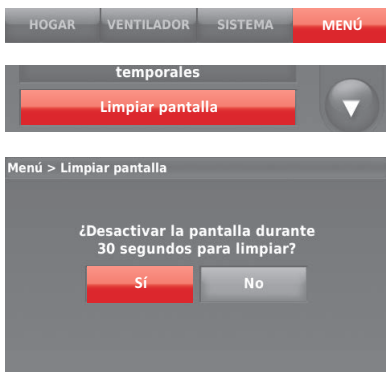 HOGAR VENTILADOR SISTEMA MENÚ
temporales
Limpiar pantalla
Menú > Limpiar pantalla
¿Desactivar la pantalla durante
30 segundos para limpiar?
Sí No